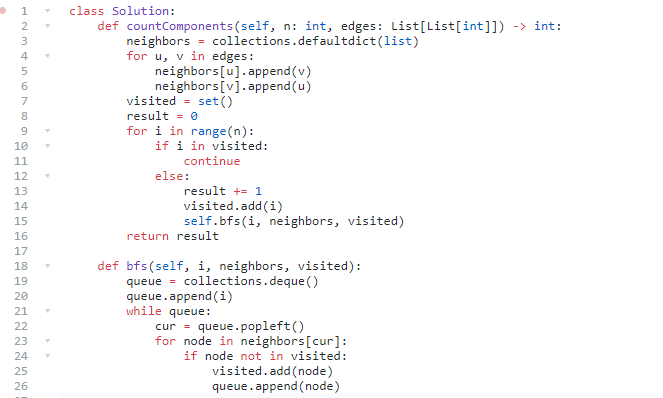 1 class Solution:
2 def countComponents(self, n: int, edges: List[List[int]]) -> int:
3 neighbors = collections.defaultdict(list)
4 for u, v in edges:
5 neighbors[u].append(v)
6 neighbors[v].append(u)
7 visited = set()
8 result = 0
9 for i in range(n):
10 if i in visited:
11 continue
12 else:
13 result += 1
14 visited.add(i)
15 self.bfs(i, neighbors, visited)
16 return result
17
18 def bfs(self, i, neighbors, visited):
19 queue = collections.deque()
20 queue.append(i)
21 while queue:
22 cur = queue.popleft()
23 for node in neighbors[cur]:
24 if node not in visited:
25 visited.add(node)
26 queue.append(node)